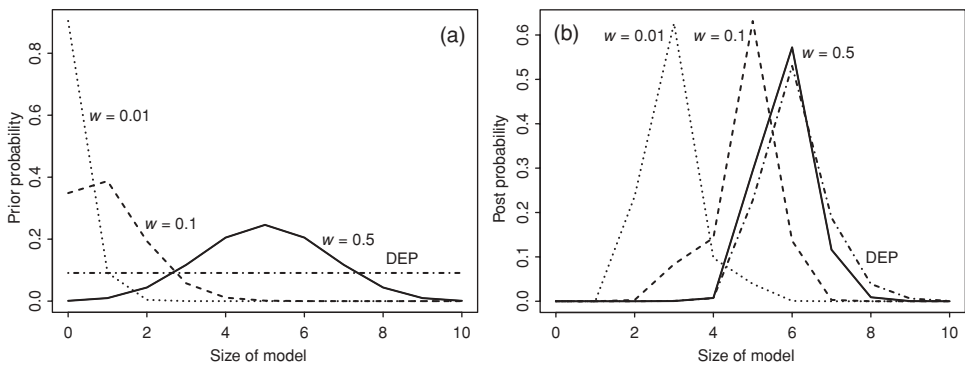 (a)
w = 0.01
w = 0.1
w = 0.5
DEP
Prior probability
0.0
0.2
0.4
0.6
0.8
0
2
4
6
8
10
Size of model
(b)
w = 0.01
w = 0.1
w = 0.5
DEP
Post probability
0.0
0.1
0.2
0.3
0.4
0.5
0.6
0
2
4
6
8
10
Size of model